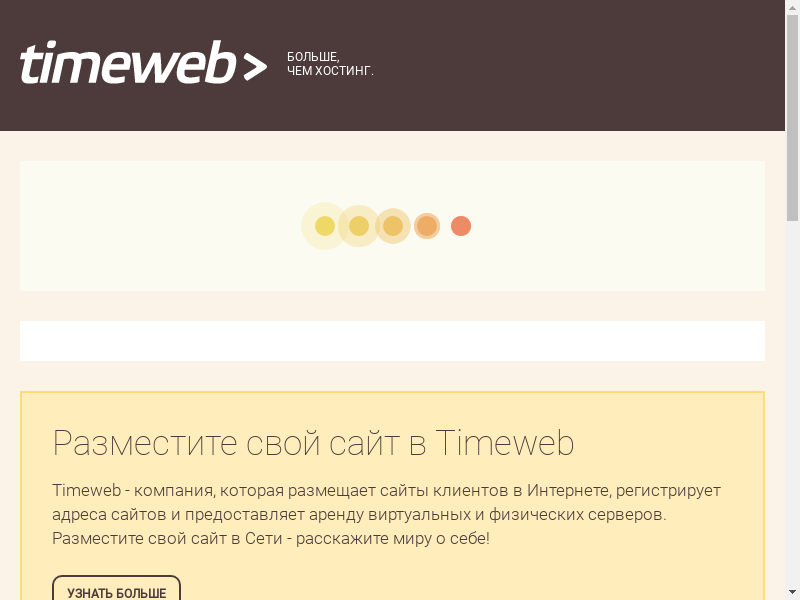 timeweb>
БОЛЬШЕ,
ЧЕМ ХОСТИНГ.
Разместите свой сайт в Timeweb
Timeweb - компания, которая размещает сайты клиентов в Интернете, регистрирует
адреса сайтов и предоставляет аренду виртуальных и физических серверов.
Разместите свой сайт в Сети - расскажите миру о себе!
УЗНАТЬ БОЛЬШЕ